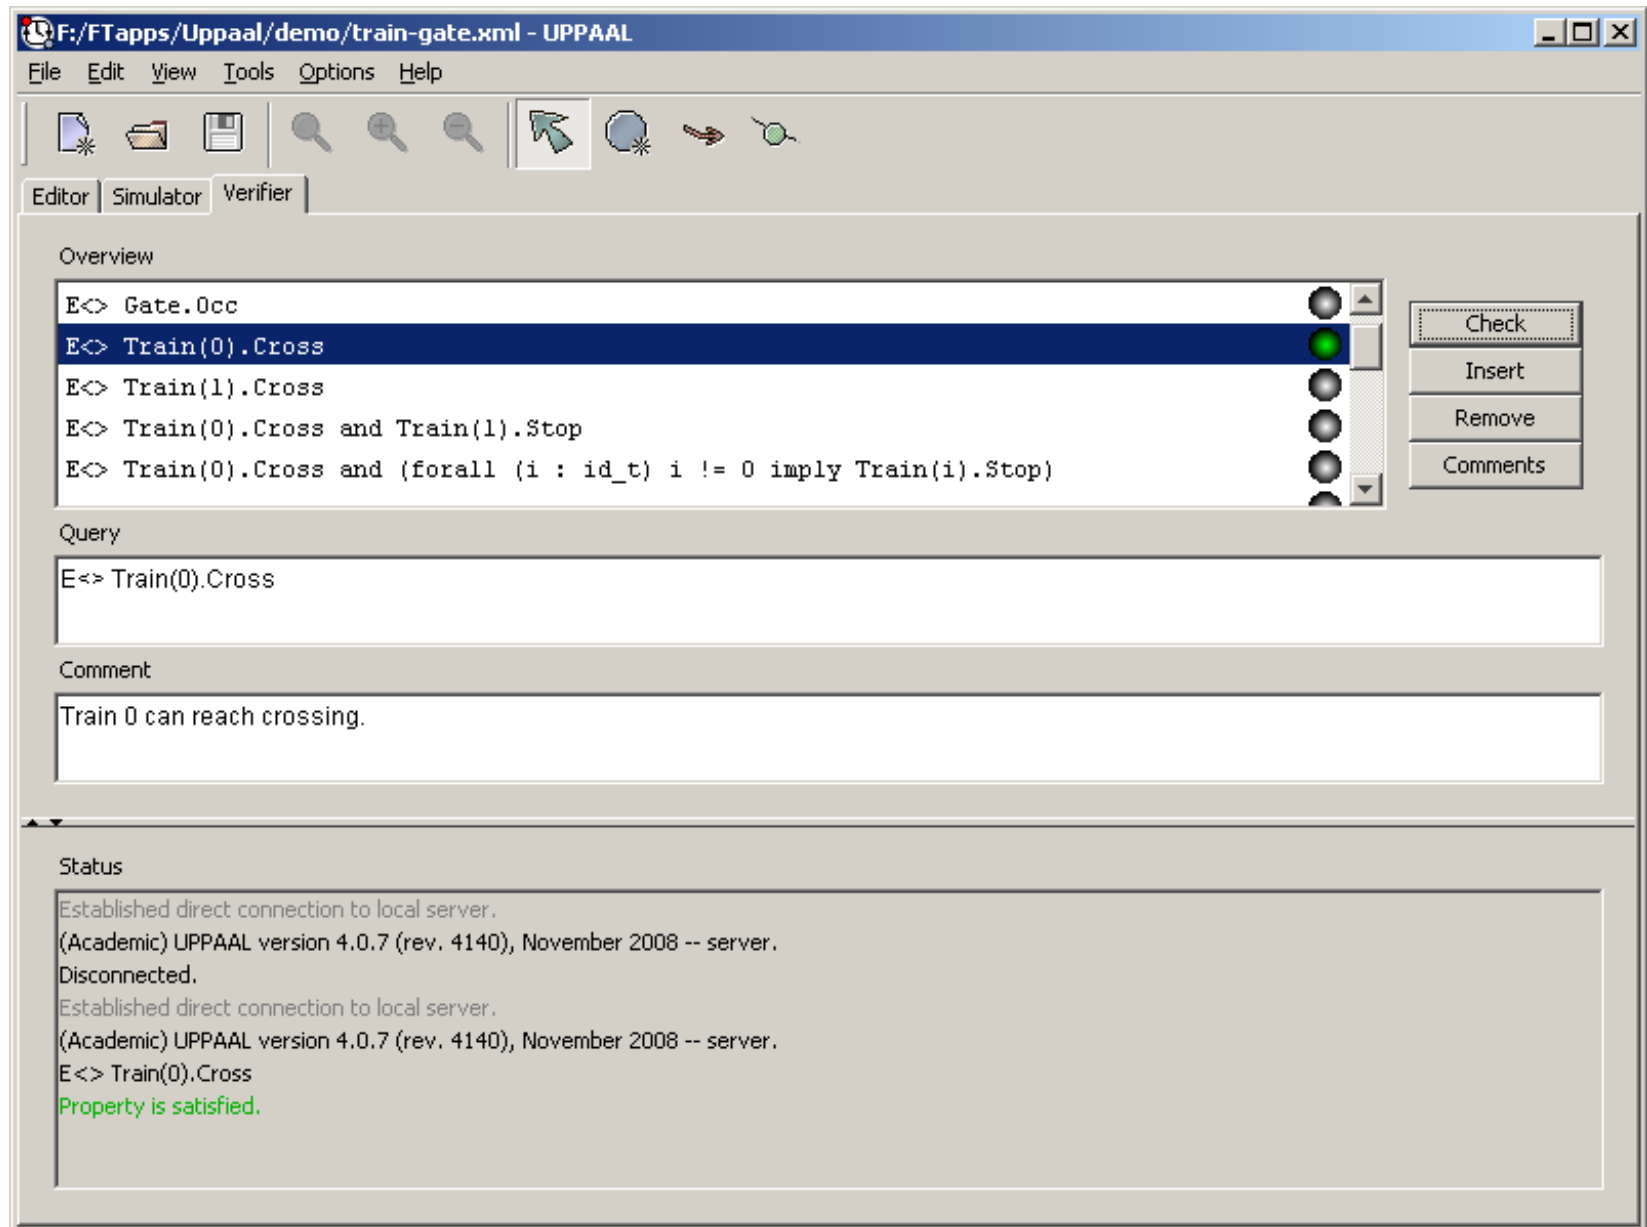 F:/FTapps/Uppaal/demo/train-gate.xml - UPPAAL
File Edit View Tools Options Help
Editor Simulator Verifier
Overview
E<> Gate.Occ
E<> Train(0).Cross
E<> Train(1).Cross
E<> Train(0).Cross and Train(1).Stop
E<> Train(0).Cross and (forall (i : id_t) i != 0 imply Train(i).Stop)
Check
Insert
Remove
Comments
Query
E<> Train(0).Cross
Comment
Train 0 can reach crossing.
Status
Established direct connection to local server.
(Academic) UPPAAL version 4.0.7 (rev. 4140), November 2008 -- server.
Disconnected.
Established direct connection to local server.
(Academic) UPPAAL version 4.0.7 (rev. 4140), November 2008 -- server.
E<> Train(0).Cross
Property is satisfied.